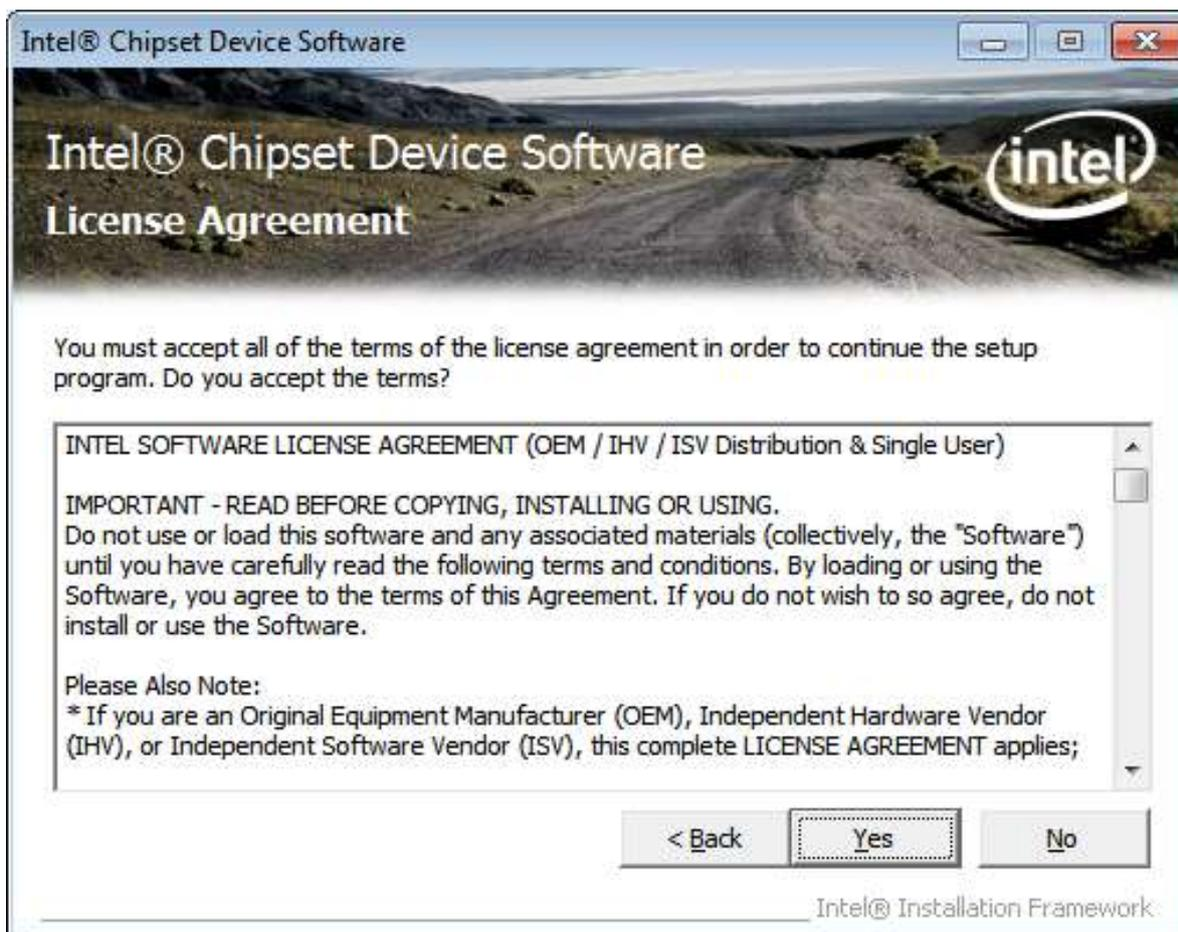 Intel® Chipset Device Software
Intel® Chipset Device Software
intel
License Agreement
You must accept all of the terms of the license agreement in order to continue the setup
program. Do you accept the terms?
INTEL SOFTWARE LICENSE AGREEMENT (OEM / IHV / ISV Distribution & Single User)
IMPORTANT - READ BEFORE COPYING, INSTALLING OR USING.
Do not use or load this software and any associated materials (collectively, the "Software")
until you have carefully read the following terms and conditions. By loading or using the
Software, you agree to the terms of this Agreement. If you do not wish to so agree, do not
install or use the Software.
Please Also Note:
* If you are an Original Equipment Manufacturer (OEM), Independent Hardware Vendor
(IHV), or Independent Software Vendor (ISV), this complete LICENSE AGREEMENT applies;
< Back
Yes
No
Intel® Installation Framework